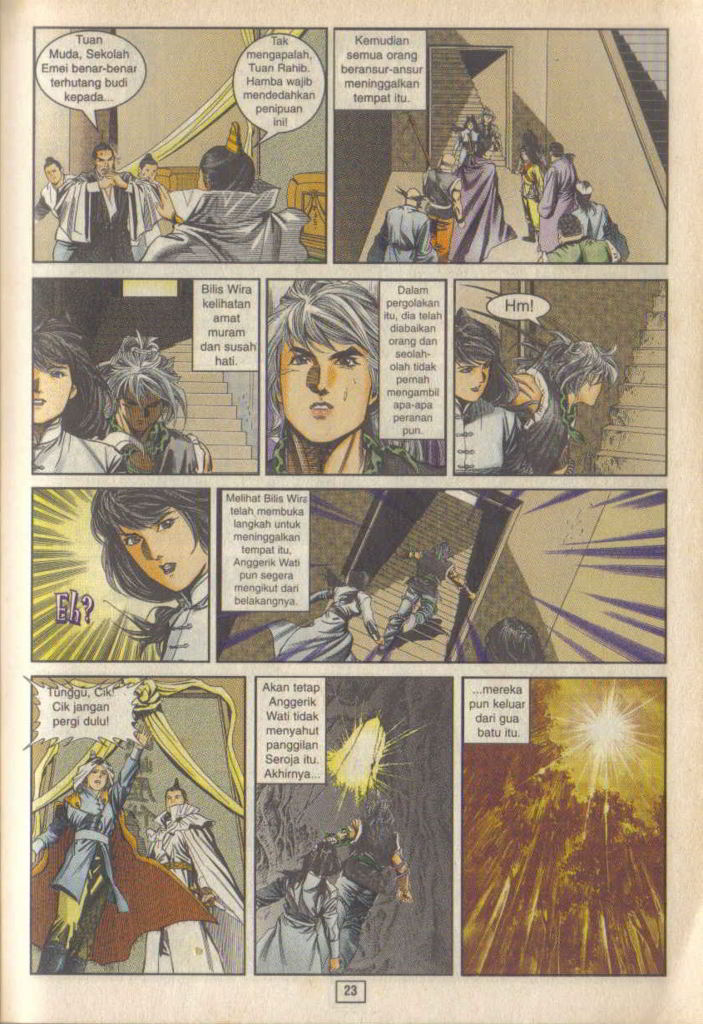 Tuan
Muda, Sekolah
Emei benar-benar
terhutang budi
kepada...
Tak
mengapalah,
Tuan Rahib.
Hamba wajib
mendedahkan
penipuan
ini!
Kemudian
semua orang
beransur-ansur
meninggalkan
tempat itu.
Bilis Wira
kelihatan
amat
muram
dan susah
hati.
Dalam
pergolakan
itu, dia telah
diabaikan
orang dan
seolah-
olah tidak
pernah
mengambil
apa-apa
peranan
pun.
Hm!
Eh?
Melihat Bilis Wira
telah membuka
langkah untuk
meninggalkan
tempat itu,
Anggerik Wati
pun segera
mengikut dari
belakangnya.
Tunggu, Cik!
Cik jangan
pergi dulu!
Akan tetap
Anggerik
Wati tidak
menyahut
panggilan
Seroja itu.
Akhirnya...
...mereka
pun keluar
dari gua
batu itu.
23